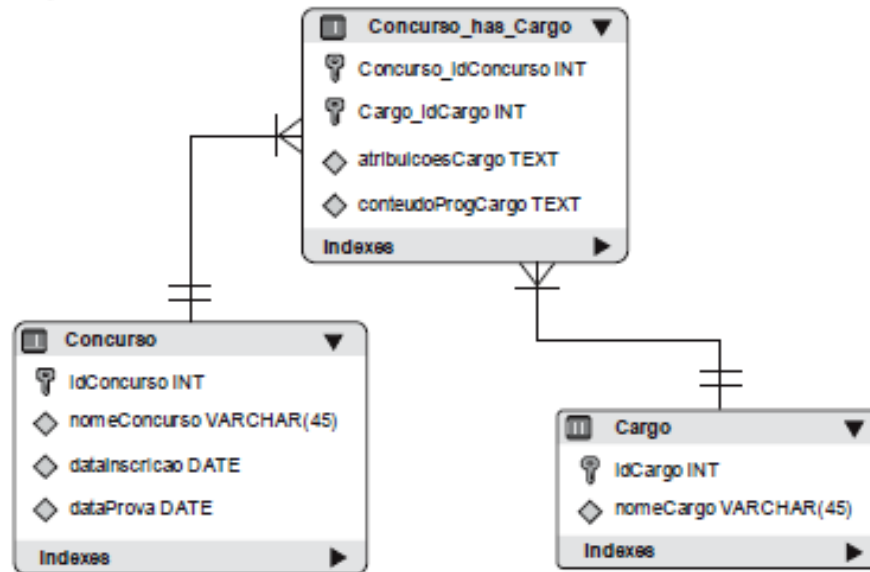 Concurso_has_Cargo
Concurso_idConcurso INT
Cargo_idCargo INT
atribuicoesCargo TEXT
conteudoProgCargo TEXT
Indexes
Concurso
idConcurso INT
nomeConcurso VARCHAR(45)
dataInscricao DATE
dataProva DATE
Indexes
Cargo
idCargo INT
nomeCargo VARCHAR(45)
Indexes